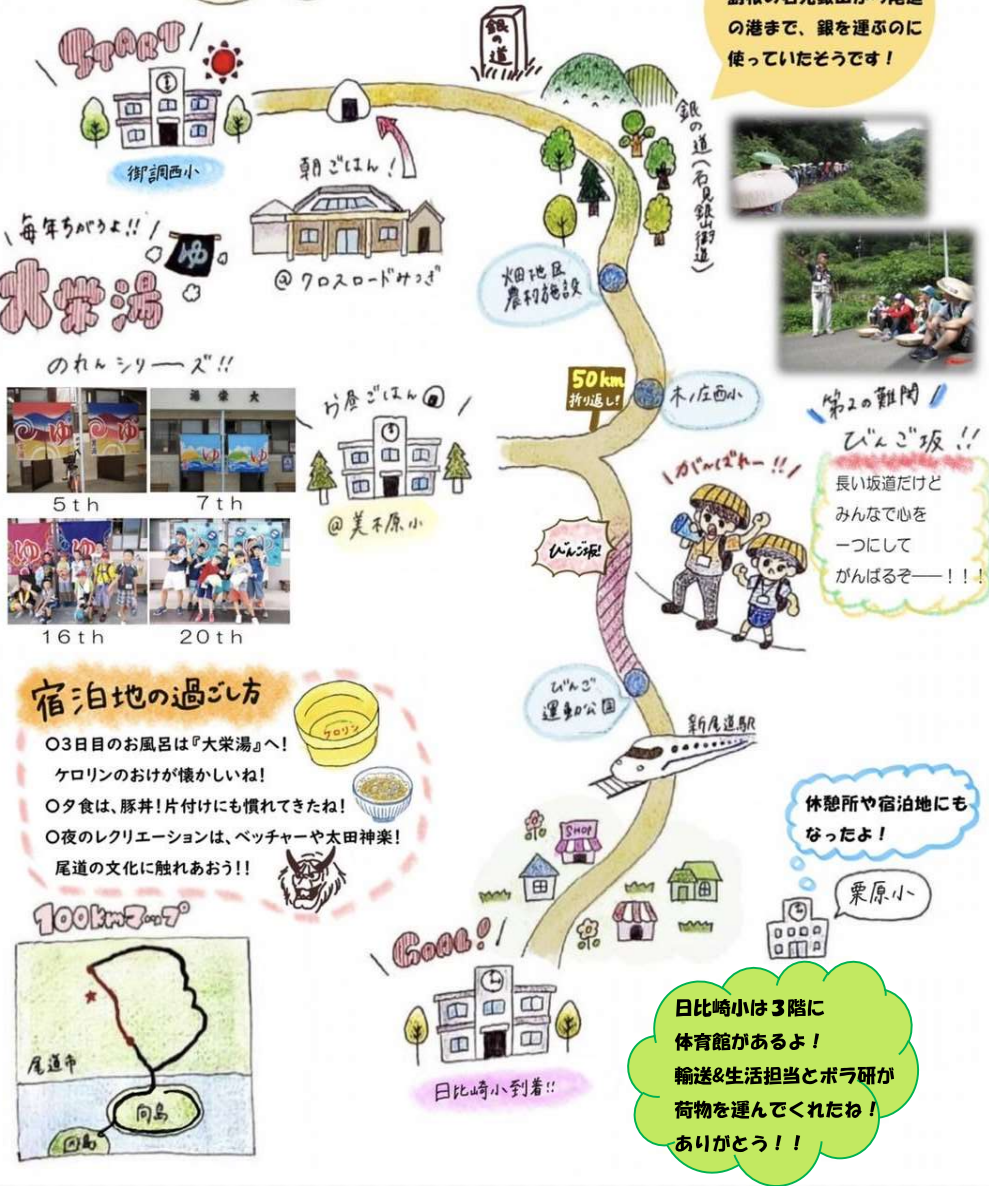 の港まで、銀を運ぶのに
使っていたそうです!
START
銀の道
御調西小
朝ごはん!
@クロスロードみつぎ
銀の道(石見銀山街道)
毎年ちがうよ!!
ゆ
大栄湯
のれんシリーズ!!
5th
7th
16th
20th
畑地区
農村施設
50km
折り返し!
木ノ庄西小
お昼ごはん
@美木原小
第2の難関
びんご坂!!
長い坂道だけど
みんなで心を
一つにして
がんばるぞ――!!!
がんばれー!!
びんご坂!
びんご
運動公園
新尾道駅
宿泊地の過ごし方
○3日目のお風呂は『大栄湯』へ!
ケロリンのおけが懐かしいね!
○夕食は、豚丼!片付けにも慣れてきたね!
○夜のレクリエーションは、ベッチャーや太田神楽!
尾道の文化に触れあおう!!
ケロリン
SHOP
休憩所や宿泊地にも
なったよ!
栗原小
100kmマップ
尾道市
向島
因島
GOAL!
日比崎小到着!!
日比崎小は3階に
体育館があるよ!
輸送&生活担当とボラ研が
荷物を運んでくれたね!
ありがとう!!